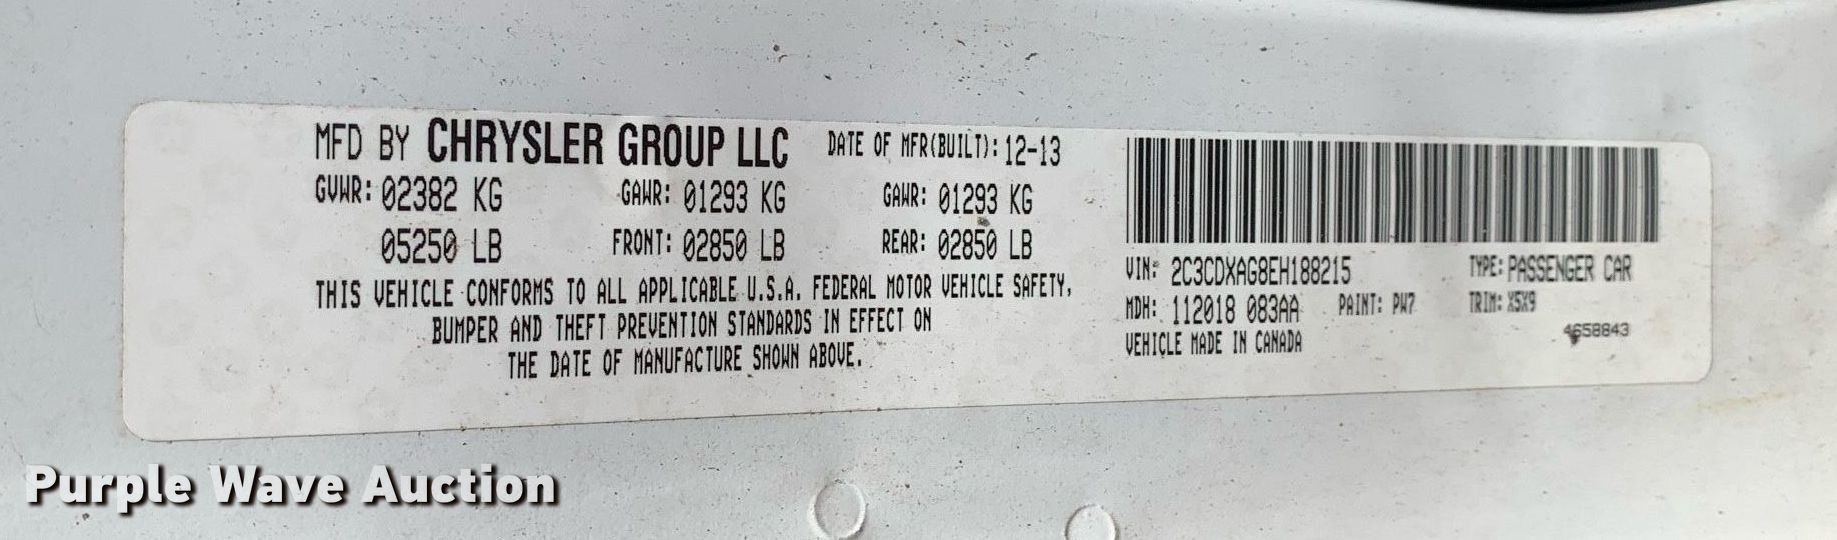 MFD BY CHRYSLER GROUP LLC DATE OF MFR(BUILT): 12-13
GVWR: 02382 KG GAWR: 01293 KG GAWR: 01293 KG
05250 LB FRONT: 02850 LB REAR: 02850 LB
THIS VEHICLE CONFORMS TO ALL APPLICABLE U.S.A. FEDERAL MOTOR VEHICLE SAFETY,
BUMPER AND THEFT PREVENTION STANDARDS IN EFFECT ON
THE DATE OF MANUFACTURE SHOWN ABOVE.
VIN: 2C3CDXAG8EH188215 TYPE: PASSENGER CAR
MDH: 112018 083AA PAINT: PW7 TRIM: X5X9
VEHICLE MADE IN CANADA 4658843
Purple Wave Auction